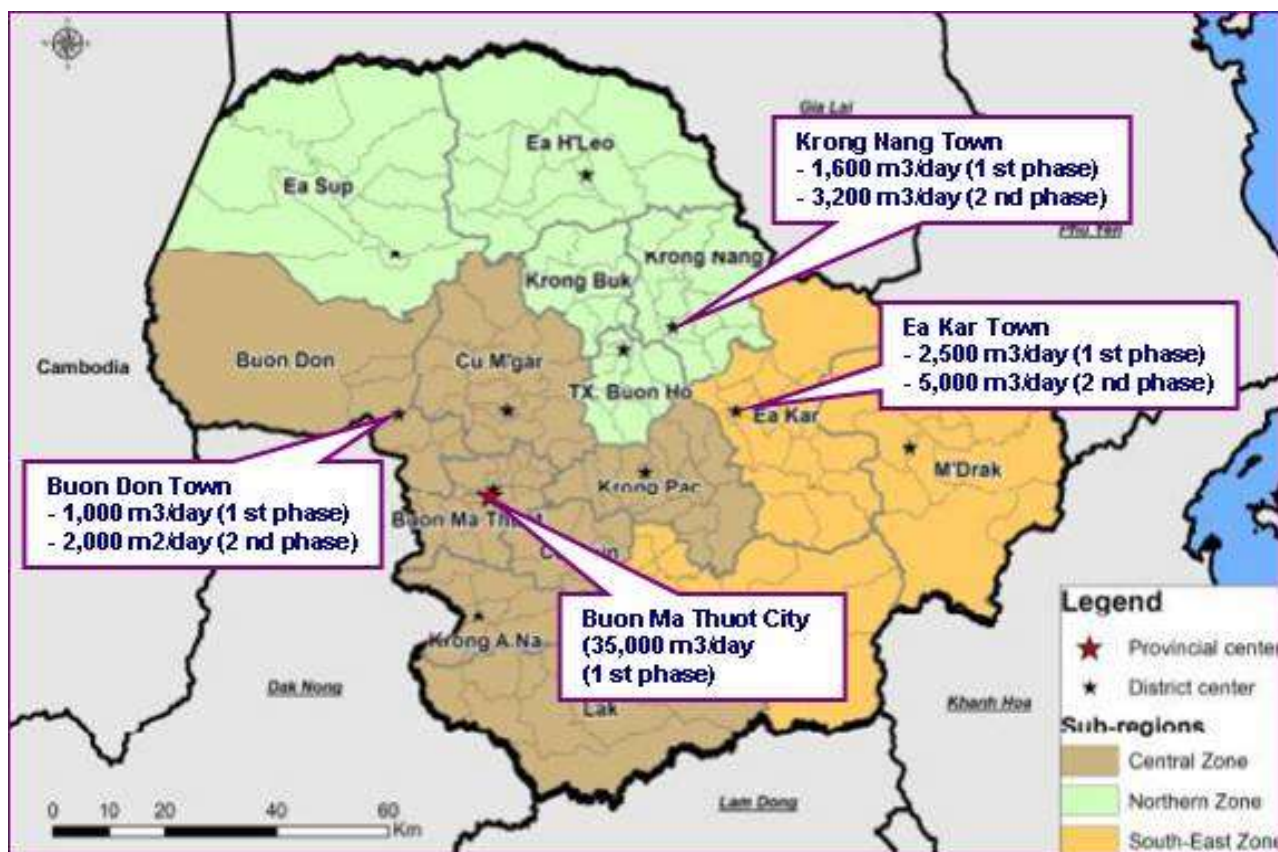 Gia Lai
Krong Nang Town
- 1,600 m3/day (1 st phase)
- 3,200 m3/day (2 nd phase)
Ea H'Leo
Ea Sup
Phu Yen
Krong Nang
Krong Buk
Ea Kar Town
- 2,500 m3/day (1 st phase)
- 5,000 m3/day (2 nd phase)
Cambodia
Buon Don
Cu M'gar
TX. Buon Ho
Ea Kar
M'Drak
Buon Don Town
- 1,000 m3/day (1 st phase)
- 2,000 m2/day (2 nd phase)
Krong Pac
Buon Ma Thuot
Buon Ma Thuot City
(35,000 m3/day
(1 st phase)
Krong A Na
Lak
Dak Nong
Khanh Hoa
Lam Dong
Legend
Provincial center
District center
Sub-regions
Central Zone
Northern Zone
South-East Zone
0 10 20 40 60
Km